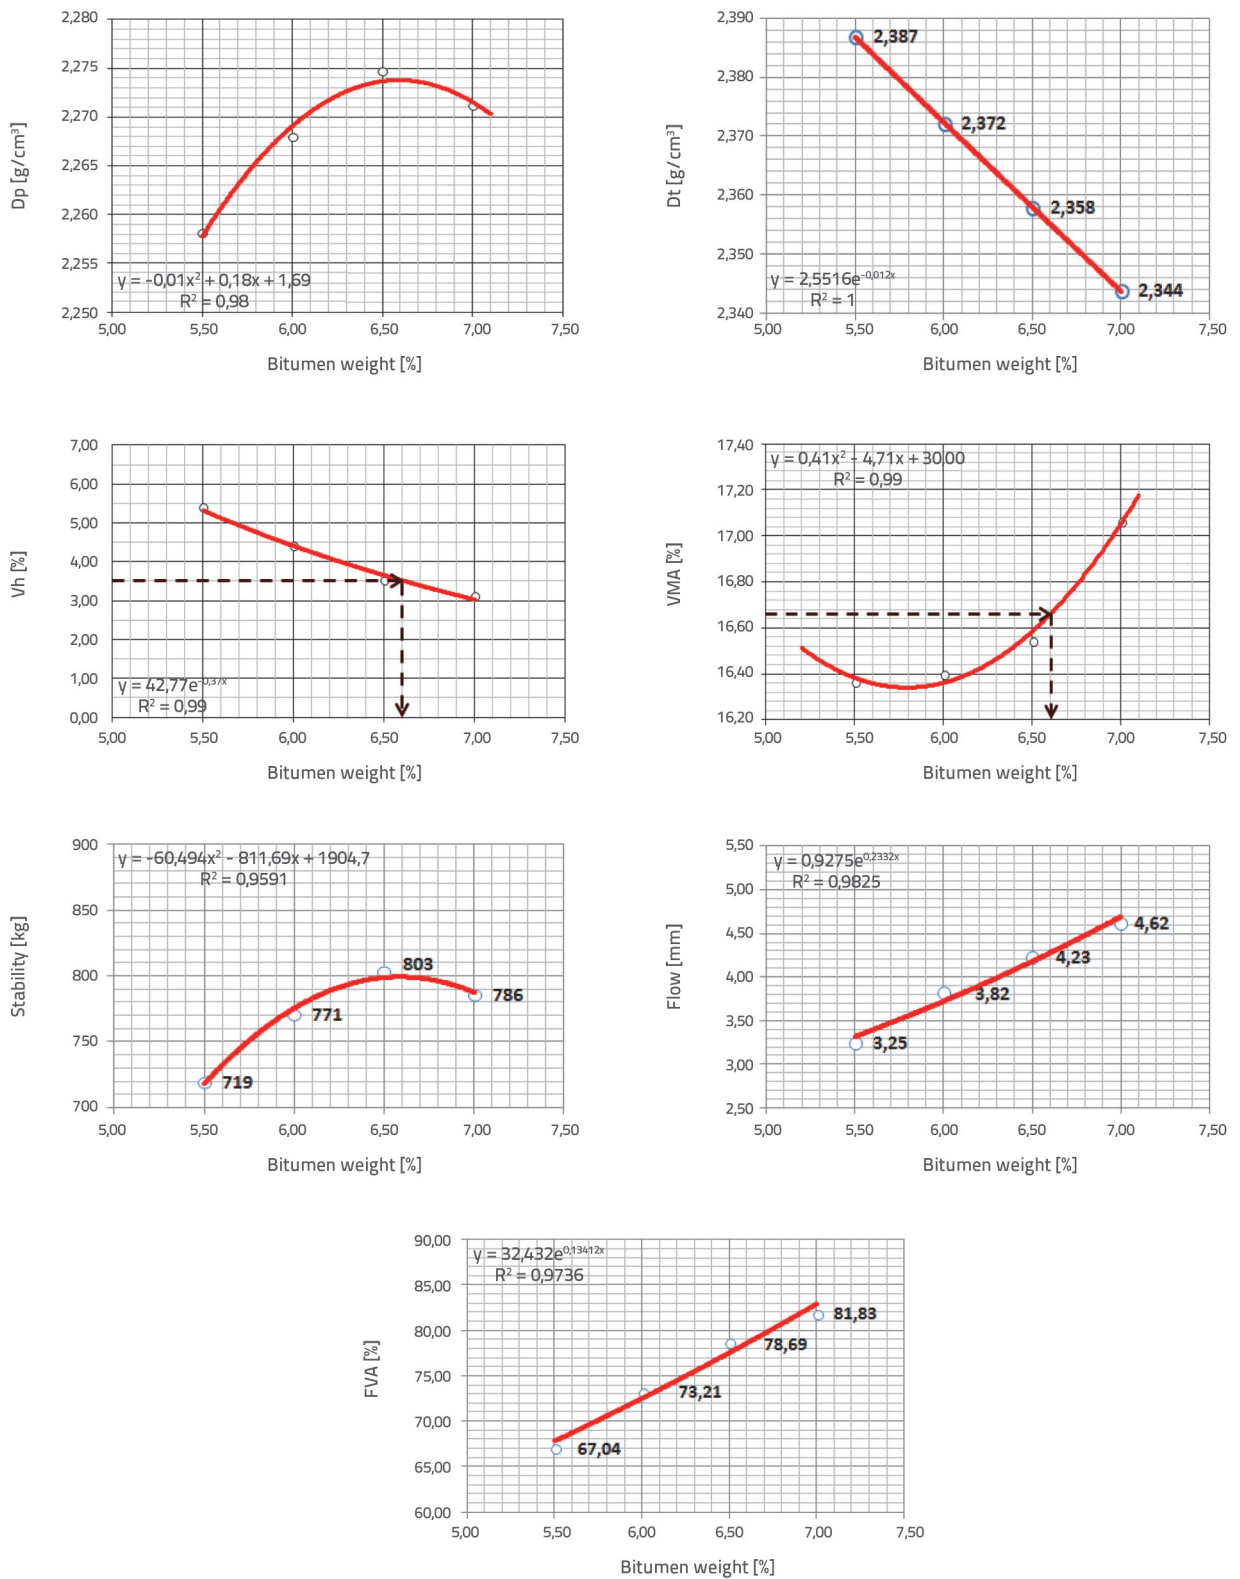 2,280
2,275
2,270
2,265
2,260
2,255
2,250
Dp [g/cm³]
y = -0,01x² + 0,18x + 1,69
R² = 0,98
5,00 5,50 6,00 6,50 7,00 7,50
Bitumen weight [%]
2,390
2,380
2,370
2,360
2,350
2,340
Dt [g/cm³]
2,387
2,372
2,358
2,344
y = 2,5516e^-0,012x
R² = 1
5,00 5,50 6,00 6,50 7,00 7,50
Bitumen weight [%]
7,00
6,00
5,00
4,00
3,00
2,00
1,00
0,00
Vh [%]
y = 42,77e^-0,37x
R² = 0,99
5,00 5,50 6,00 6,50 7,00 7,50
Bitumen weight [%]
17,40
17,20
17,00
16,80
16,60
16,40
16,20
VMA [%]
y = 0,41x² - 4,71x + 30,00
R² = 0,99
5,00 5,50 6,00 6,50 7,00 7,50
Bitumen weight [%]
900
850
800
750
700
Stability [kg]
y = -60,494x² - 811,69x + 1904,7
R² = 0,9591
803
786
771
719
5,00 5,50 6,00 6,50 7,00 7,50
Bitumen weight [%]
5,50
5,00
4,50
4,00
3,50
3,00
2,50
Flow [mm]
y = 0,9275e^0,2332x
R² = 0,9825
4,62
4,23
3,82
3,25
5,00 5,50 6,00 6,50 7,00 7,50
Bitumen weight [%]
90,00
85,00
80,00
75,00
70,00
65,00
60,00
FVA [%]
y = 32,432e^0,13412x
R² = 0,9736
81,83
78,69
73,21
67,04
5,00 5,50 6,00 6,50 7,00 7,50
Bitumen weight [%]